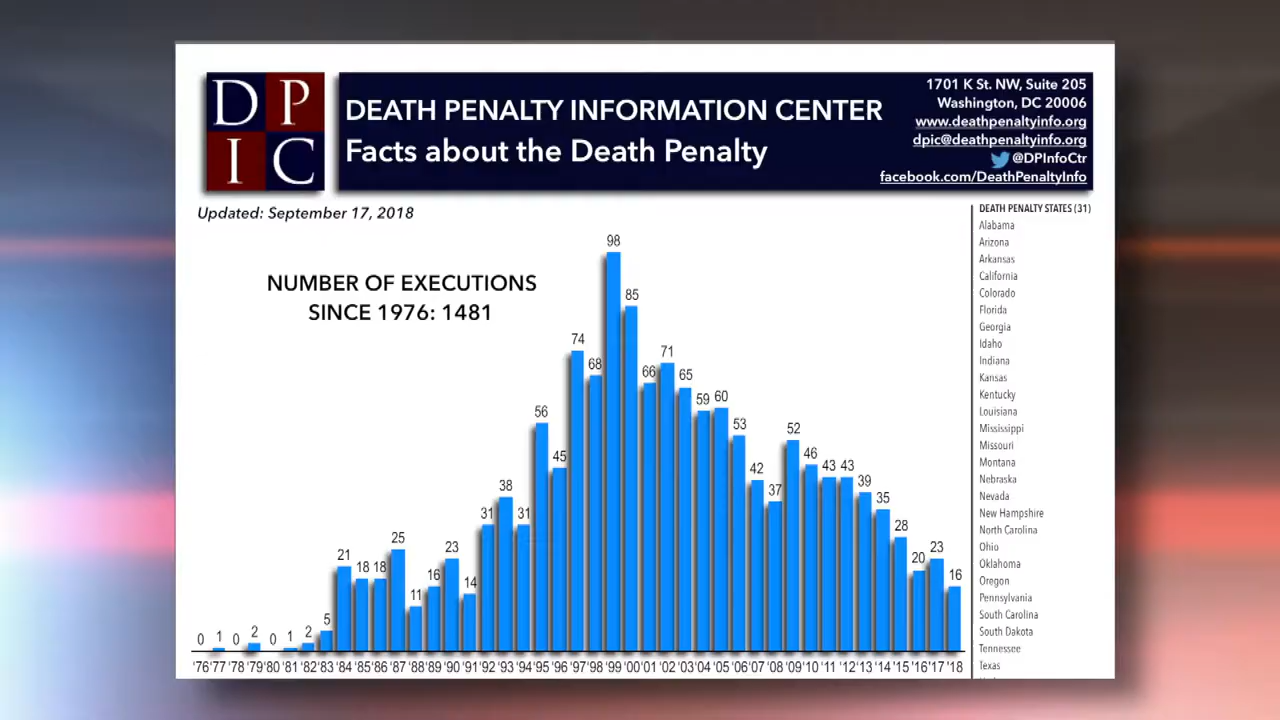 D P
I C
DEATH PENALTY INFORMATION CENTER
Facts about the Death Penalty
1701 K St. NW, Suite 205
Washington, DC 20006
www.deathpenaltyinfo.org
dpic@deathpenaltyinfo.org
@DPInfoCtr
facebook.com/DeathPenaltyInfo
Updated: September 17, 2018
NUMBER OF EXECUTIONS
SINCE 1976: 1481
0 1 0 2 0 1 2 5 21 18 18 25 11 16 23 14 31 38 31 56 45 74 68 98 85 66 71 65 59 60 53 42 37 52 46 43 43 39 35 28 20 23 16
'76 '77 '78 '79 '80 '81 '82 '83 '84 '85 '86 '87 '88 '89 '90 '91 '92 '93 '94 '95 '96 '97 '98 '99 '00 '01 '02 '03 '04 '05 '06 '07 '08 '09 '10 '11 '12 '13 '14 '15 '16 '17 '18
DEATH PENALTY STATES (31)
Alabama
Arizona
Arkansas
California
Colorado
Florida
Georgia
Idaho
Indiana
Kansas
Kentucky
Louisiana
Mississippi
Missouri
Montana
Nebraska
Nevada
New Hampshire
North Carolina
Ohio
Oklahoma
Oregon
Pennsylvania
South Carolina
South Dakota
Tennessee
Texas